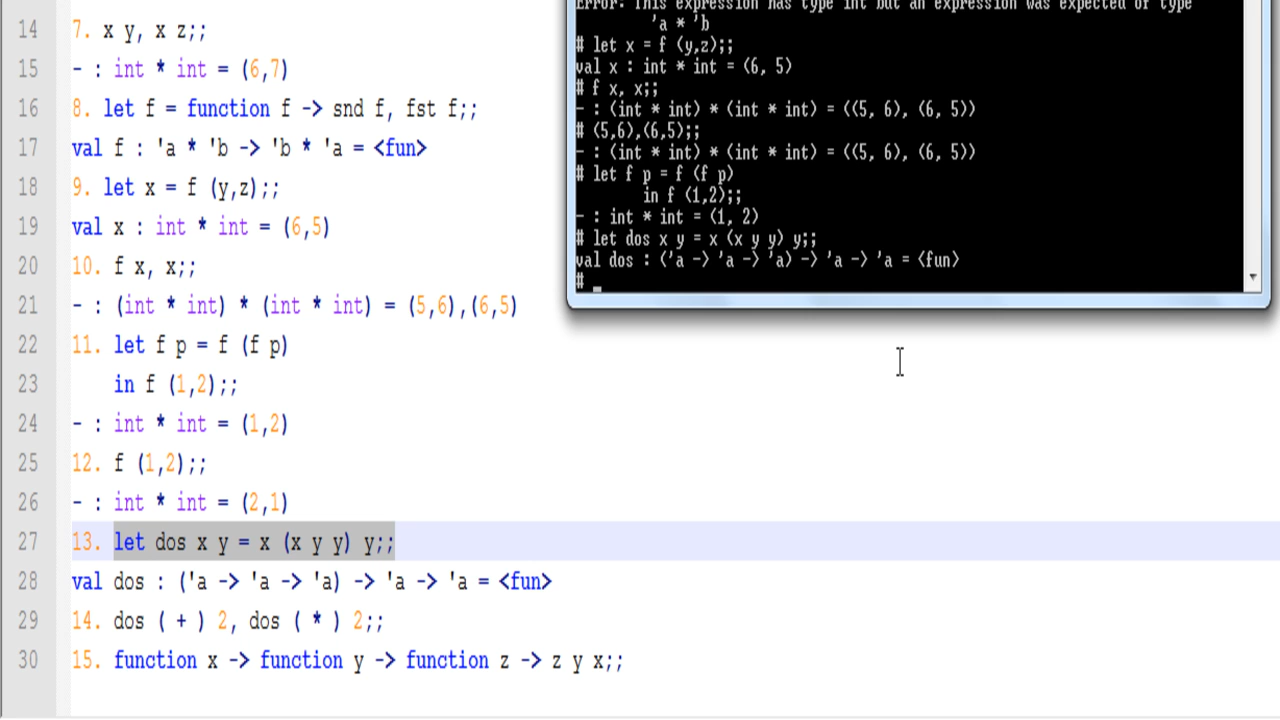 14 7. x y, x z;;
15 - : int * int = (6,7)
16 8. let f = function f -> snd f, fst f;;
17 val f : 'a * 'b -> 'b * 'a = <fun>
18 9. let x = f (y,z);;
19 val x : int * int = (6,5)
20 10. f x, x;;
21 - : (int * int) * (int * int) = (5,6),(6,5)
22 11. let f p = f (f p)
23 in f (1,2);;
24 - : int * int = (1,2)
25 12. f (1,2);;
26 - : int * int = (2,1)
27 13. let dos x y = x (x y y) y;;
28 val dos : ('a -> 'a -> 'a) -> 'a -> 'a = <fun>
29 14. dos ( + ) 2, dos ( * ) 2;;
30 15. function x -> function y -> function z -> z y x;;
Error: This expression has type int but an expression was expected of type
'a * 'b
# let x = f (y,z);;
val x : int * int = (6, 5)
# f x, x;;
- : (int * int) * (int * int) = ((5, 6), (6, 5))
# (5,6),(6,5);;
- : (int * int) * (int * int) = ((5, 6), (6, 5))
# let f p = f (f p)
in f (1,2);;
- : int * int = (1, 2)
# let dos x y = x (x y y) y;;
val dos : ('a -> 'a -> 'a) -> 'a -> 'a = <fun>
#